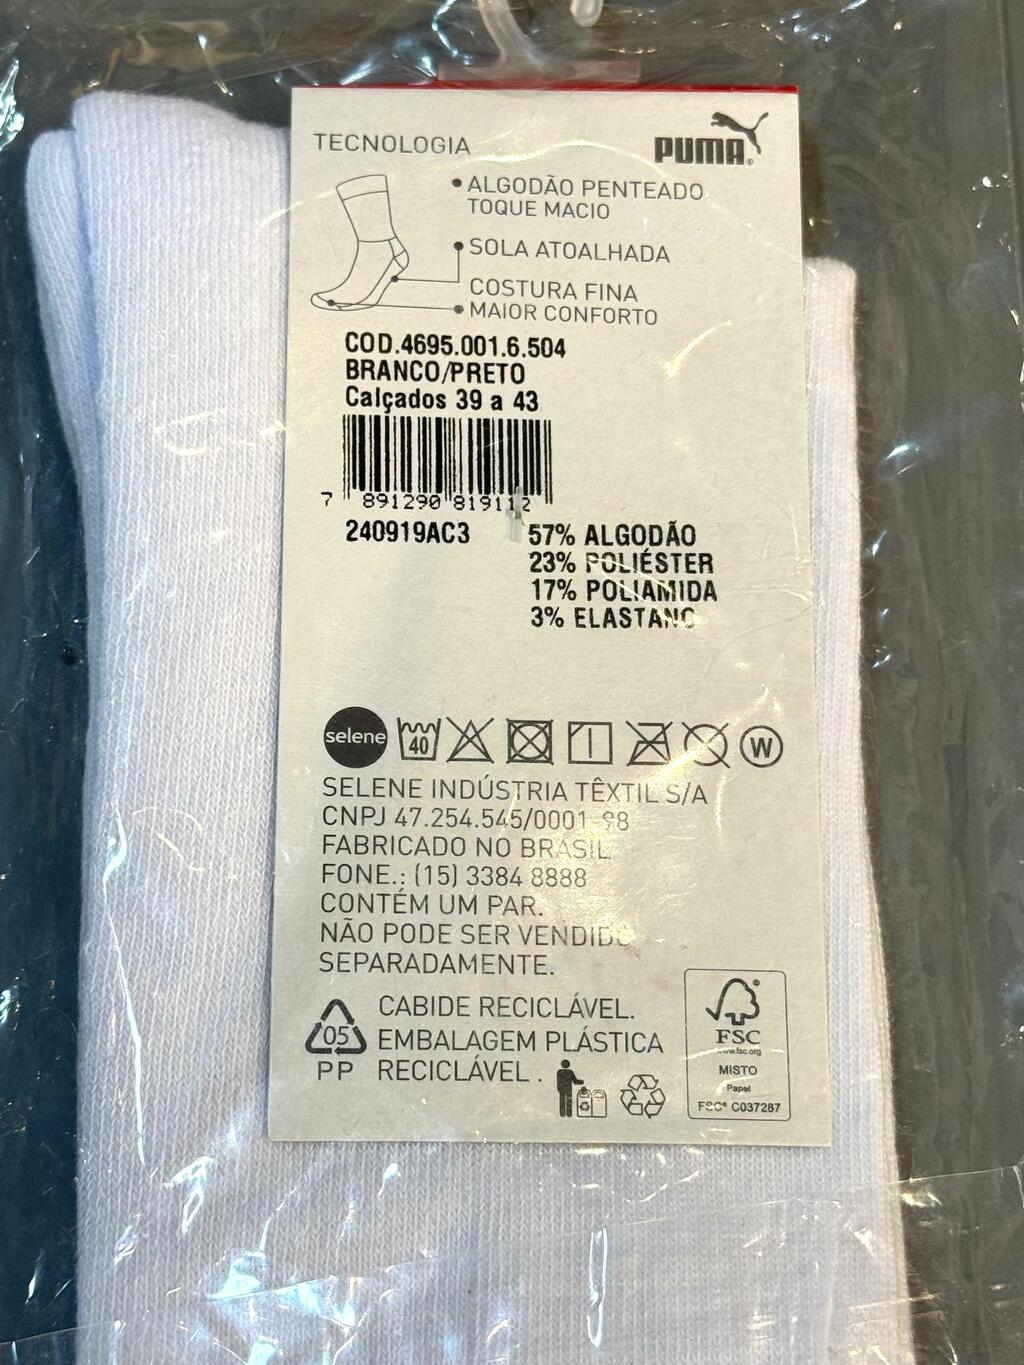 TECNOLOGIA
PUMA®
• ALGODÃO PENTEADO
TOQUE MACIO
• SOLA ATOALHADA
COSTURA FINA
• MAIOR CONFORTO
COD.4695.001.6.504
BRANCO/PRETO
Calçados 39 a 43
7 891290 819112
240919AC3
57% ALGODÃO
23% POLIÉSTER
17% POLIAMIDA
3% ELASTANO
selene
40
W
SELENE INDÚSTRIA TÊXTIL S/A
CNPJ 47.254.545/0001-98
FABRICADO NO BRASIL
FONE.: (15) 3384 8888
CONTÉM UM PAR.
NÃO PODE SER VENDIDO
SEPARADAMENTE.
05
PP
CABIDE RECICLÁVEL.
EMBALAGEM PLÁSTICA
RECICLÁVEL .
FSC
www.fsc.org
MISTO
Papel
FSC® C037287